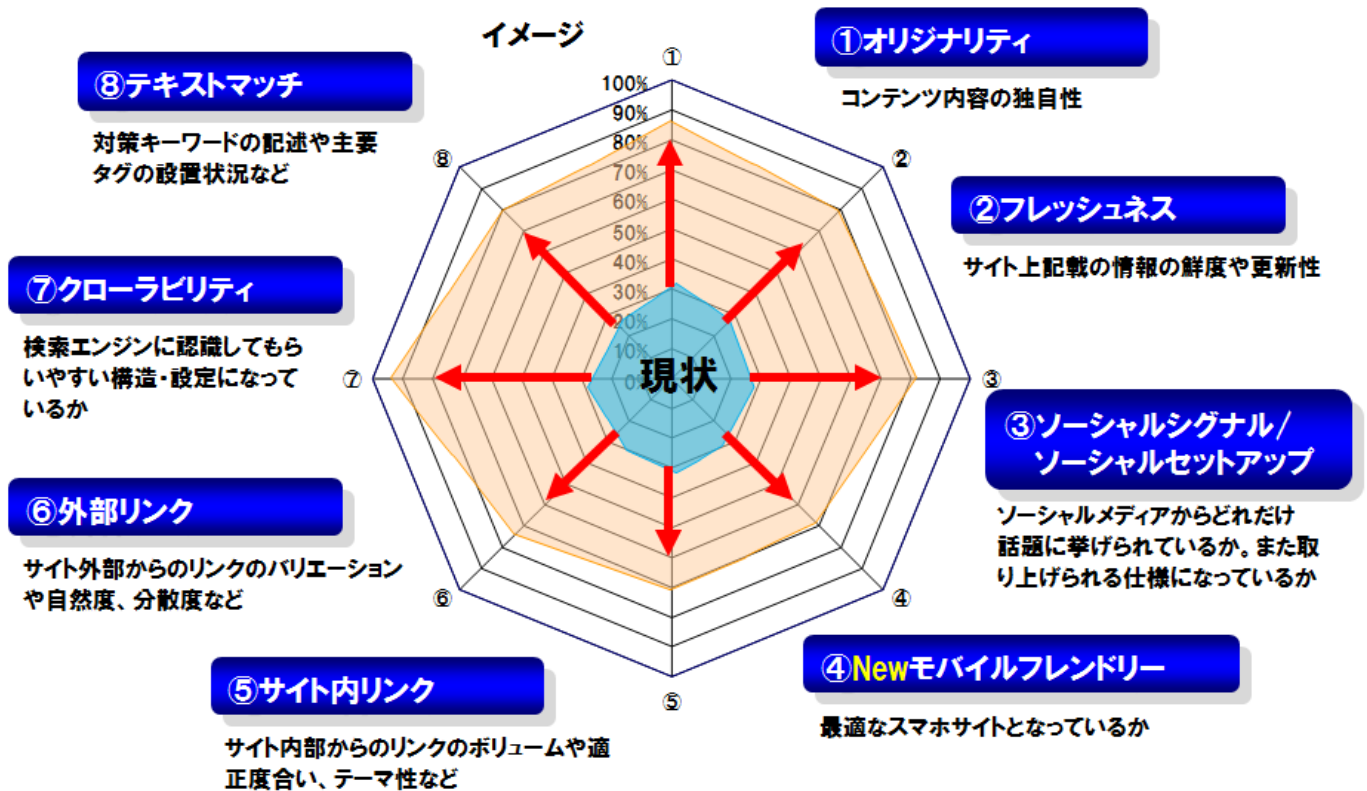 イメージ
①オリジナリティ
コンテンツ内容の独自性
②フレッシュネス
サイト上記載の情報の鮮度や更新性
③ソーシャルシグナル/
ソーシャルセットアップ
ソーシャルメディアからどれだけ
話題に挙げられているか。また取
り上げられる仕様になっているか
④Newモバイルフレンドリー
最適なスマホサイトとなっているか
⑤サイト内リンク
サイト内部からのリンクのボリュームや適
正度合い、テーマ性など
⑥外部リンク
サイト外部からのリンクのバリエーション
や自然度、分散度など
⑦クローラビリティ
検索エンジンに認識してもら
いやすい構造・設定になって
いるか
⑧テキストマッチ
対策キーワードの記述や主要
タグの設置状況など
①
②
③
④
⑤
⑥
⑦
⑧
100%
90%
80%
70%
60%
50%
40%
30%
20%
10%
0%
現状